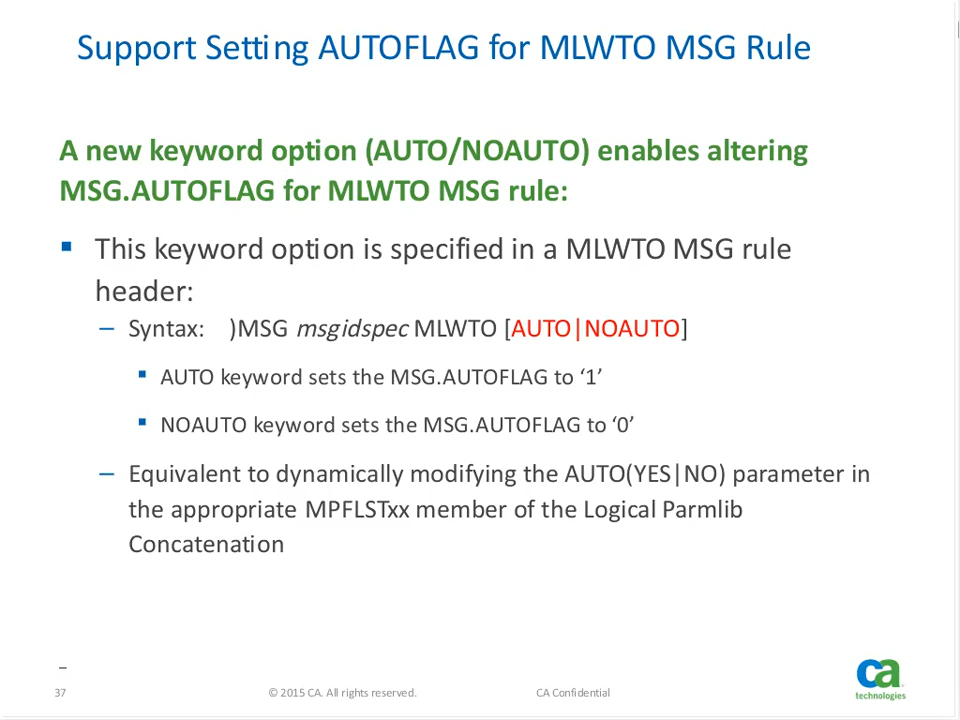 Support Setting AUTOFLAG for MLWTO MSG Rule
A new keyword option (AUTO/NOAUTO) enables altering
MSG.AUTOFLAG for MLWTO MSG rule:
▪ This keyword option is specified in a MLWTO MSG rule
header:
– Syntax: )MSG msgidspec MLWTO [AUTO|NOAUTO]
▪ AUTO keyword sets the MSG.AUTOFLAG to ‘1’
▪ NOAUTO keyword sets the MSG.AUTOFLAG to ‘0’
– Equivalent to dynamically modifying the AUTO(YES|NO) parameter in
the appropriate MPFLSTxx member of the Logical Parmlib
Concatenation
–
37 © 2015 CA. All rights reserved. CA Confidential
ca
technologies